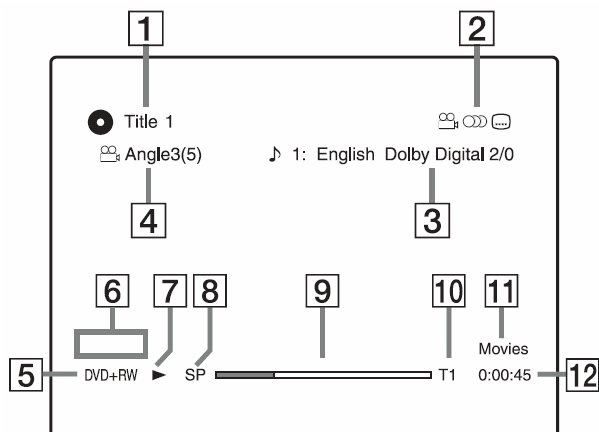 1 2
Title 1
Angle3(5) ♪ 1: English Dolby Digital 2/0
4 3
6 7 8 9 10 11
Movies
5 DVD+RW ► SP T1 0:00:45 12